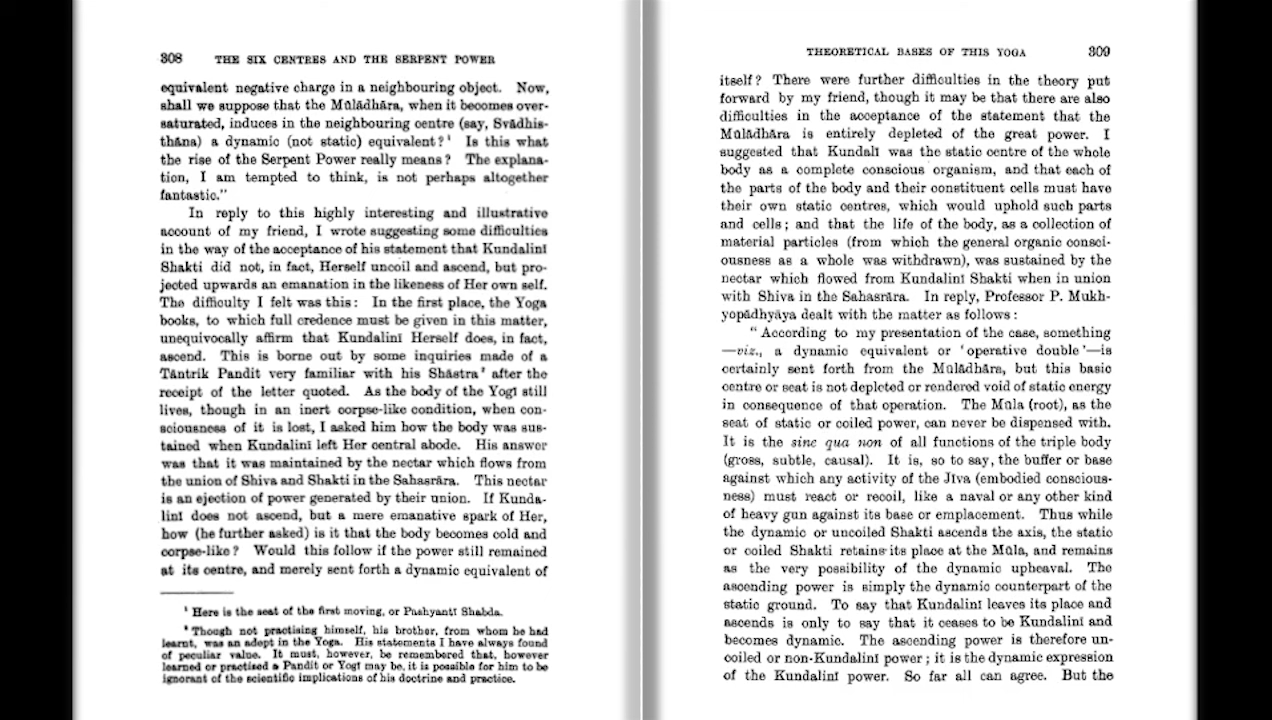 308 THE SIX CENTRES AND THE SERPENT POWER
equivalent negative charge in a neighbouring object. Now,
shall we suppose that the Mūlādhāra, when it becomes over-
saturated, induces in the neighbouring centre (say, Svādhis-
thāna) a dynamic (not static) equivalent?¹ Is this what
the rise of the Serpent Power really means? The explana-
tion, I am tempted to think, is not perhaps altogether
fantastic."
In reply to this highly interesting and illustrative
account of my friend, I wrote suggesting some difficulties
in the way of the acceptance of his statement that Kundalinī
Shakti did not, in fact, Herself uncoil and ascend, but pro-
jected upwards an emanation in the likeness of Her own self.
The difficulty I felt was this: In the first place, the Yoga
books, to which full credence must be given in this matter,
unequivocally affirm that Kundalinī Herself does, in fact,
ascend. This is borne out by some inquiries made of a
Tāntrik Pandit very familiar with his Shāstra² after the
receipt of the letter quoted. As the body of the Yogī still
lives, though in an inert corpse-like condition, when con-
sciousness of it is lost, I asked him how the body was sus-
tained when Kundalinī left Her central abode. His answer
was that it was maintained by the nectar which flows from
the union of Shiva and Shakti in the Sahasrāra. This nectar
is an ejection of power generated by their union. If Kunda-
linī does not ascend, but a mere emanative spark of Her,
how (he further asked) is it that the body becomes cold and
corpse-like? Would this follow if the power still remained
at its centre, and merely sent forth a dynamic equivalent of
¹ Here is the seat of the first moving, or Pashyantī Shabda.
² Though not practising himself, his brother, from whom he had
learnt, was an adept in the Yoga. His statements I have always found
of peculiar value. It must, however, be remembered that, however
learned or practised a Pandit or Yogī may be, it is possible for him to be
ignorant of the scientific implications of his doctrine and practice.
THEORETICAL BASES OF THIS YOGA 309
itself? There were further difficulties in the theory put
forward by my friend, though it may be that there are also
difficulties in the acceptance of the statement that the
Mūlādhāra is entirely depleted of the great power. I
suggested that Kundalī was the static centre of the whole
body as a complete conscious organism, and that each of
the parts of the body and their constituent cells must have
their own static centres, which would uphold such parts
and cells; and that the life of the body, as a collection of
material particles (from which the general organic consci-
ousness as a whole was withdrawn), was sustained by the
nectar which flowed from Kundalinī Shakti when in union
with Shiva in the Sahasrāra. In reply, Professor P. Mukh-
yopādhyāya dealt with the matter as follows:
"According to my presentation of the case, something
—viz., a dynamic equivalent or 'operative double'—is
certainly sent forth from the Mūlādhāra, but this basic
centre or seat is not depleted or rendered void of static energy
in consequence of that operation. The Mūla (root), as the
seat of static or coiled power, can never be dispensed with.
It is the sine qua non of all functions of the triple body
(gross, subtle, causal). It is, so to say, the buffer or base
against which any activity of the Jīva (embodied conscious-
ness) must react or recoil, like a naval or any other kind
of heavy gun against its base or emplacement. Thus while
the dynamic or uncoiled Shakti ascends the axis, the static
or coiled Shakti retains its place at the Mūla, and remains
as the very possibility of the dynamic upheaval. The
ascending power is simply the dynamic counterpart of the
static ground. To say that Kundalinī leaves its place and
ascends is only to say that it ceases to be Kundalinī and
becomes dynamic. The ascending power is therefore un-
coiled or non-Kundalinī power; it is the dynamic expression
of the Kundalinī power. So far all can agree. But the